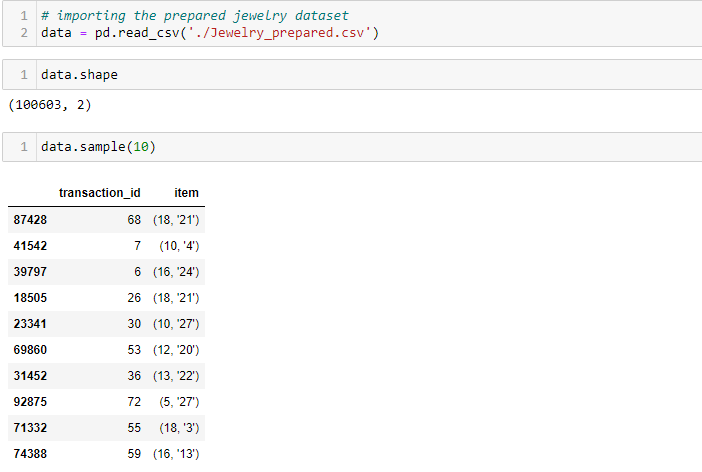 1 # importing the prepared jewelry dataset
2 data = pd.read_csv('./Jewelry_prepared.csv')
1 data.shape
(100603, 2)
1 data.sample(10)
transaction_id item
87428 68 (18, '21')
41542 7 (10, '4')
39797 6 (16, '24')
18505 26 (18, '21')
23341 30 (10, '27')
69860 53 (12, '20')
31452 36 (13, '22')
92875 72 (5, '27')
71332 55 (18, '3')
74388 59 (16, '13')